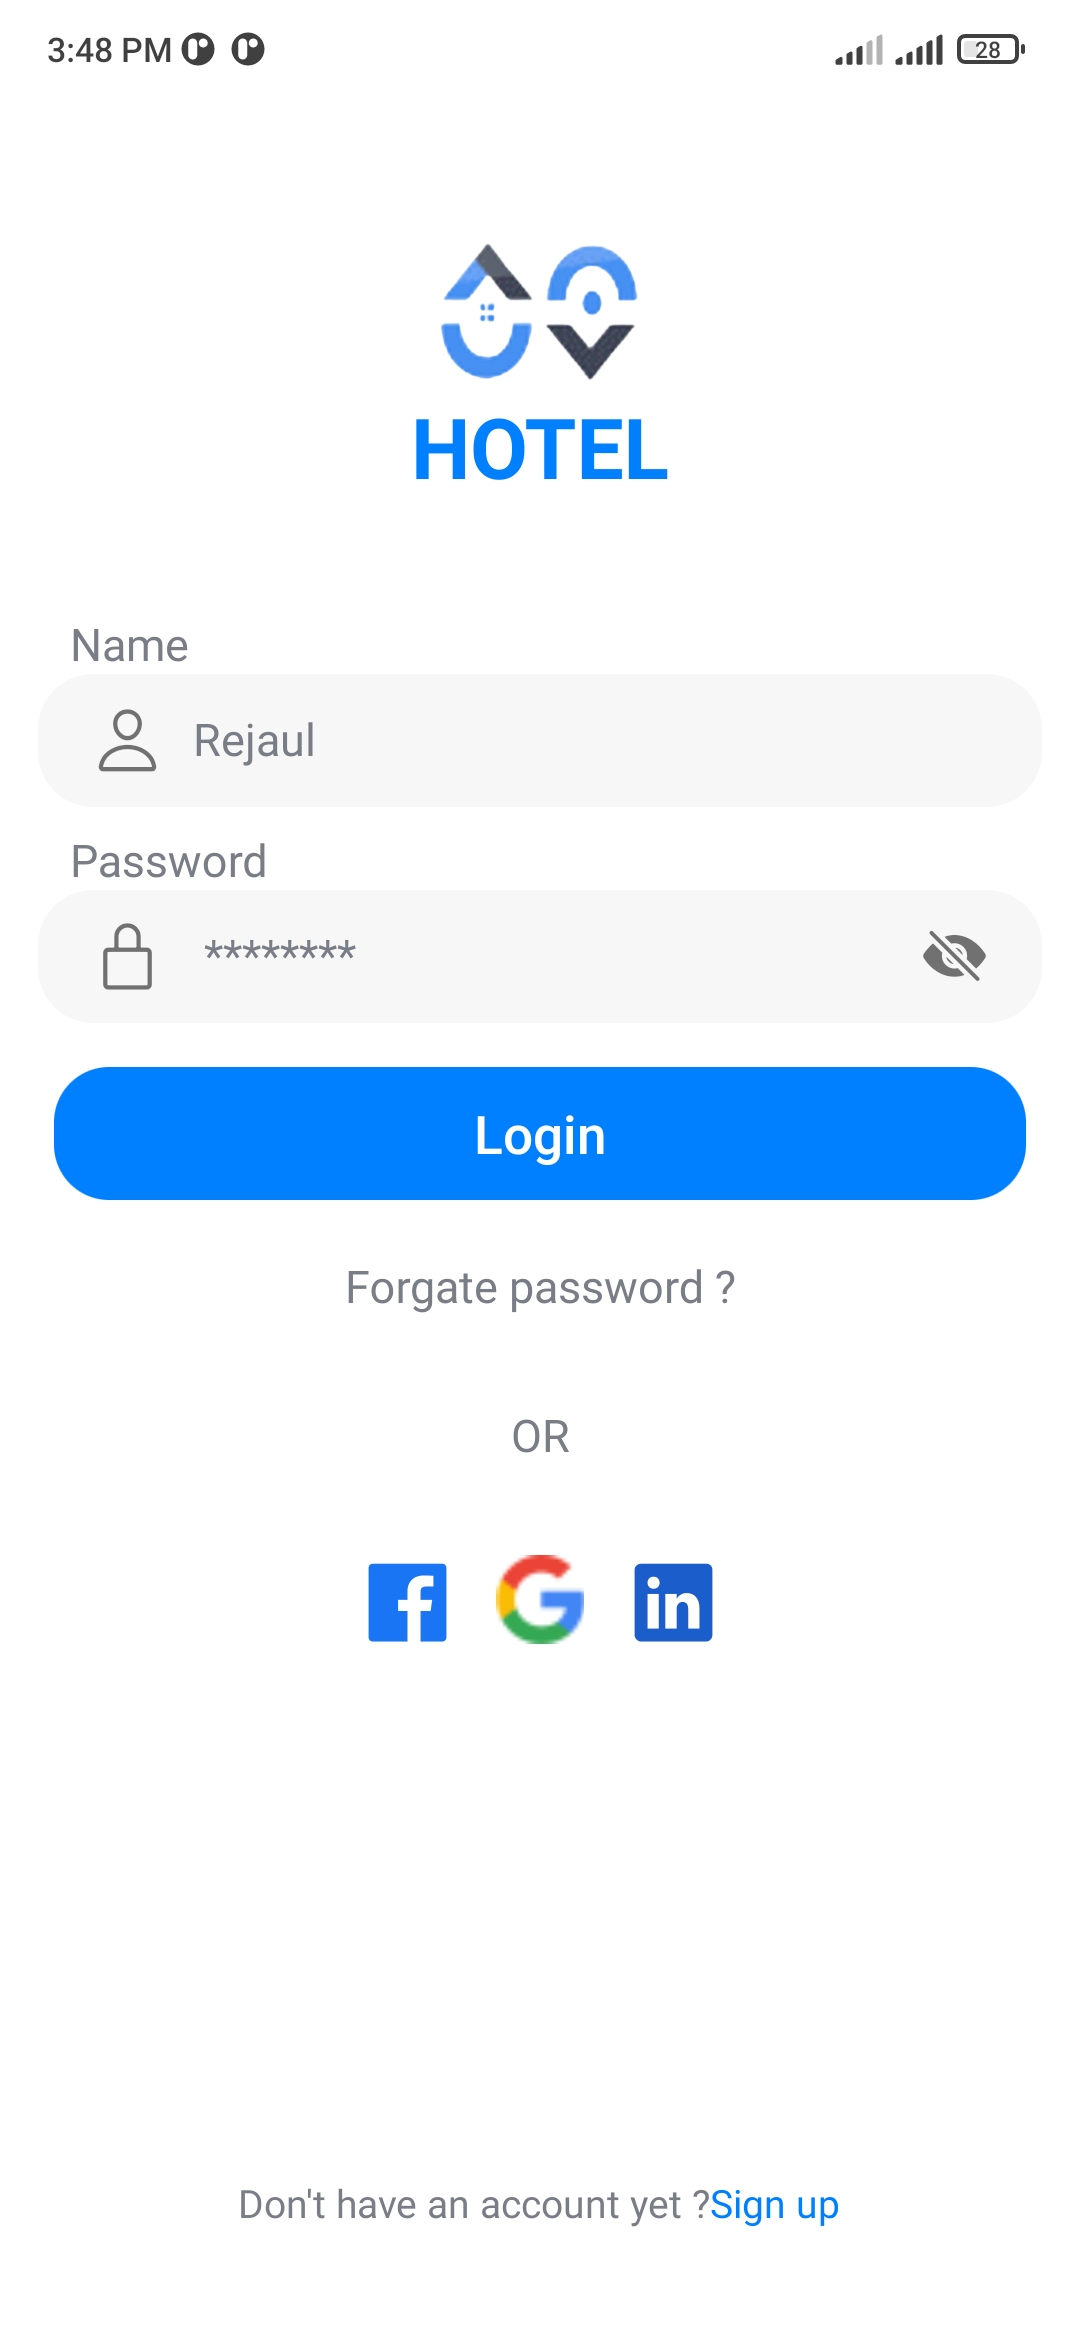 3:48 PM
28
HOTEL
Name
Rejaul
Password
********
Login
Forgate password ?
OR
Don't have an account yet ?Sign up